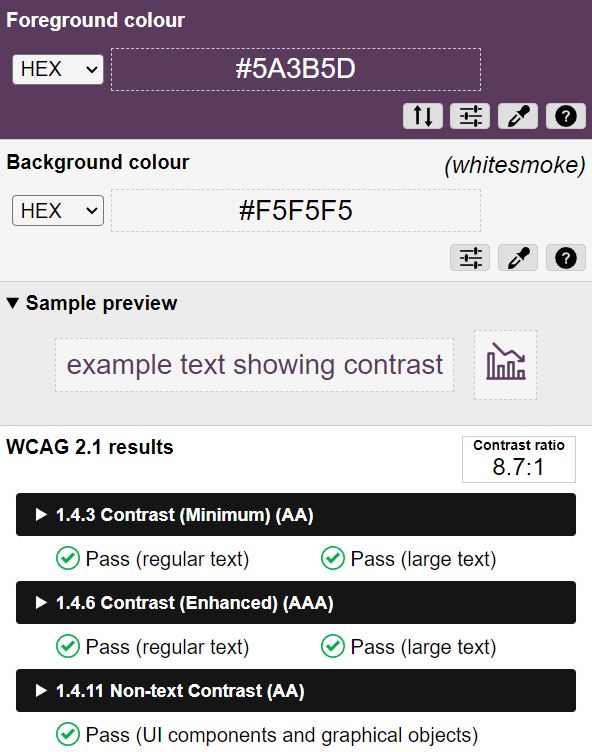 Foreground colour
HEX #5A3B5D
?
Background colour (whitesmoke)
HEX #F5F5F5
?
▼ Sample preview
example text showing contrast
WCAG 2.1 results
Contrast ratio
8.7:1
▶ 1.4.3 Contrast (Minimum) (AA)
Pass (regular text) Pass (large text)
▶ 1.4.6 Contrast (Enhanced) (AAA)
Pass (regular text) Pass (large text)
▶ 1.4.11 Non-text Contrast (AA)
Pass (UI components and graphical objects)